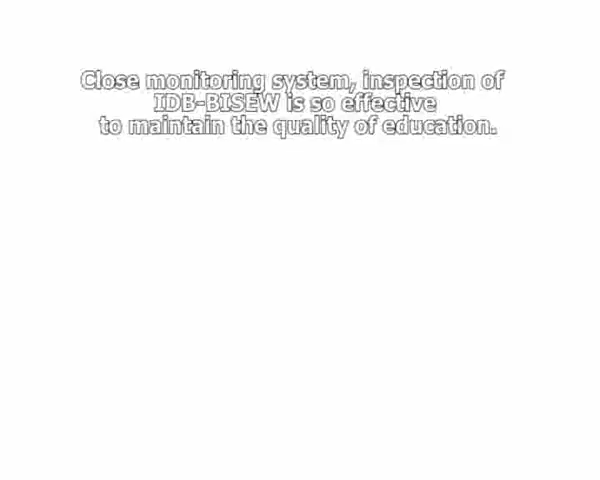 Close monitoring system, inspection of
IDB-BISEW is so effective
to maintain the quality of education.